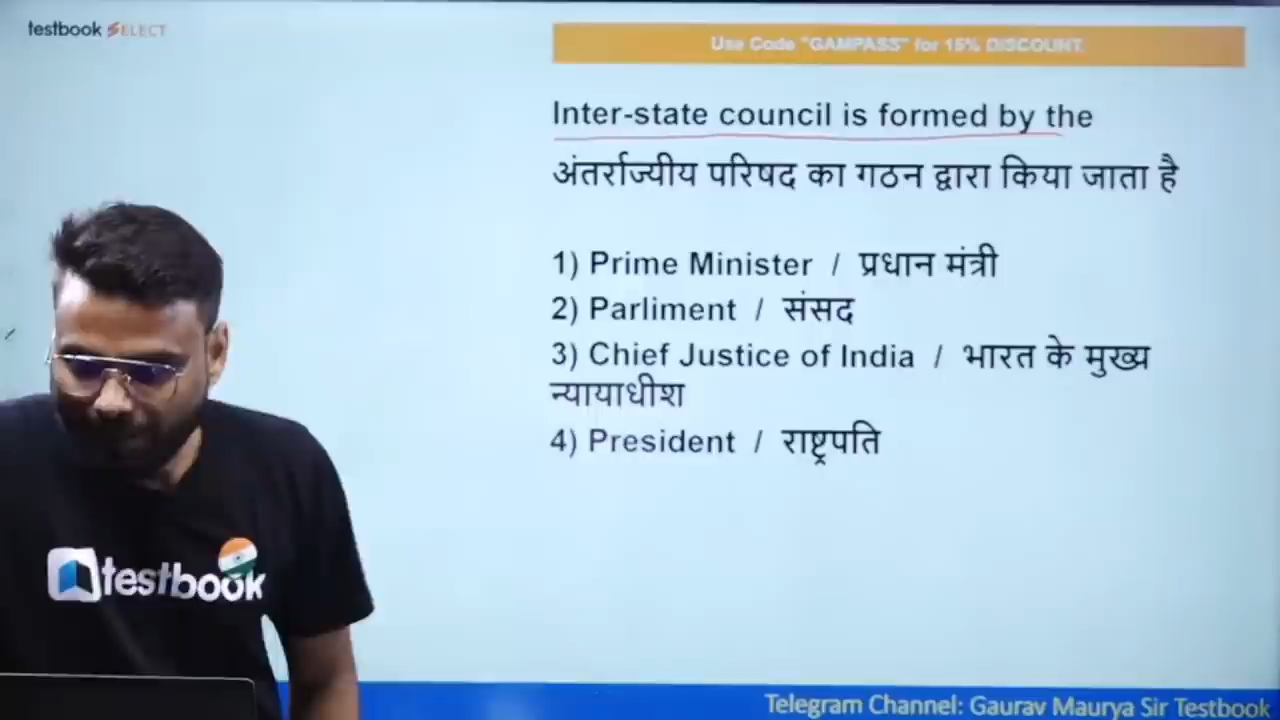 testbook SELECT
Use Code "GAMPASS" for 15% DISCOUNT.
Inter-state council is formed by the
अंतर्राज्यीय परिषद का गठन द्वारा किया जाता है
1) Prime Minister / प्रधान मंत्री
2) Parliment / संसद
3) Chief Justice of India / भारत के मुख्य
न्यायाधीश
4) President / राष्ट्रपति
testbook
Telegram Channel: Gaurav Maurya Sir Testbook